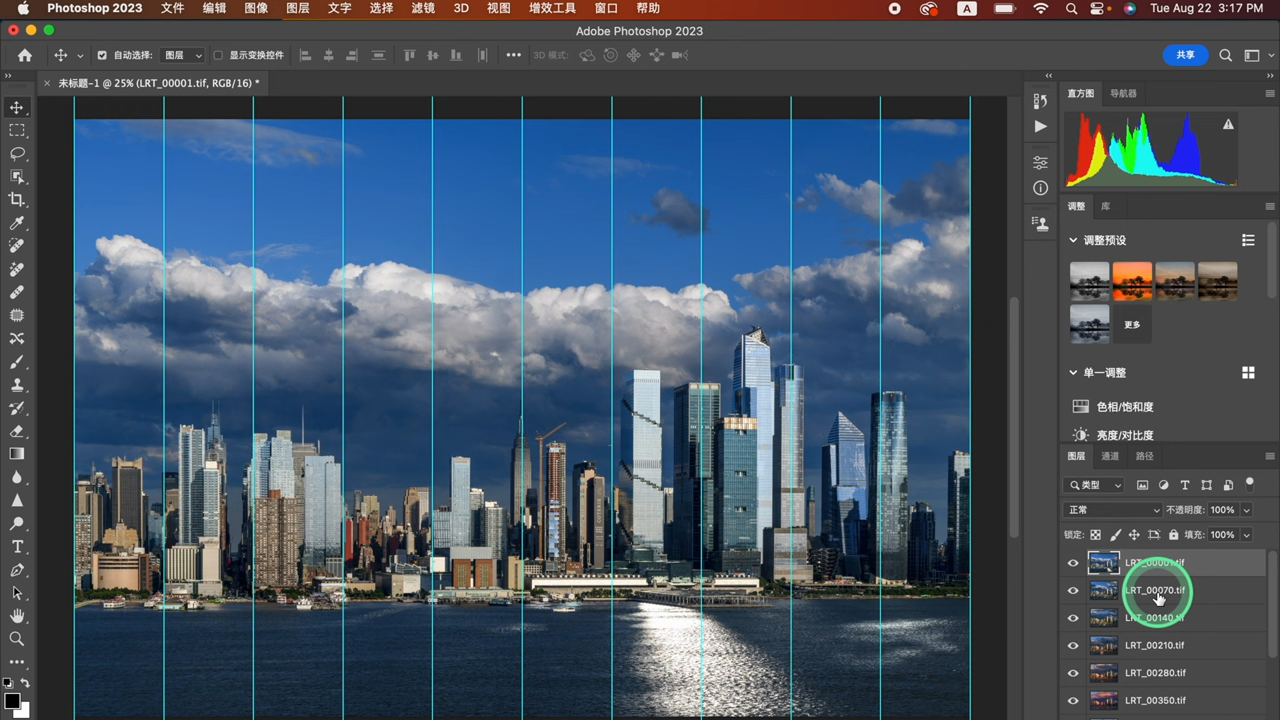 Photoshop 2023 文件 编辑 图像 图层 文字 选择 滤镜 3D 视图 增效工具 窗口 帮助 A Tue Aug 22 3:17 PM
Adobe Photoshop 2023
自动选择: 图层 显示变换控件 3D 模式: 共享
未标题-1 @ 25% (LRT_00001.tif, RGB/16) *
直方图 导航器
调整 库
调整预设
更多
单一调整
色相/饱和度
亮度/对比度
图层 通道 路径
类型
正常 不透明度: 100%
锁定: 填充: 100%
LRT_00001.tif
LRT_00070.tif
LRT_00140.tif
LRT_00210.tif
LRT_00280.tif
LRT_00350.tif